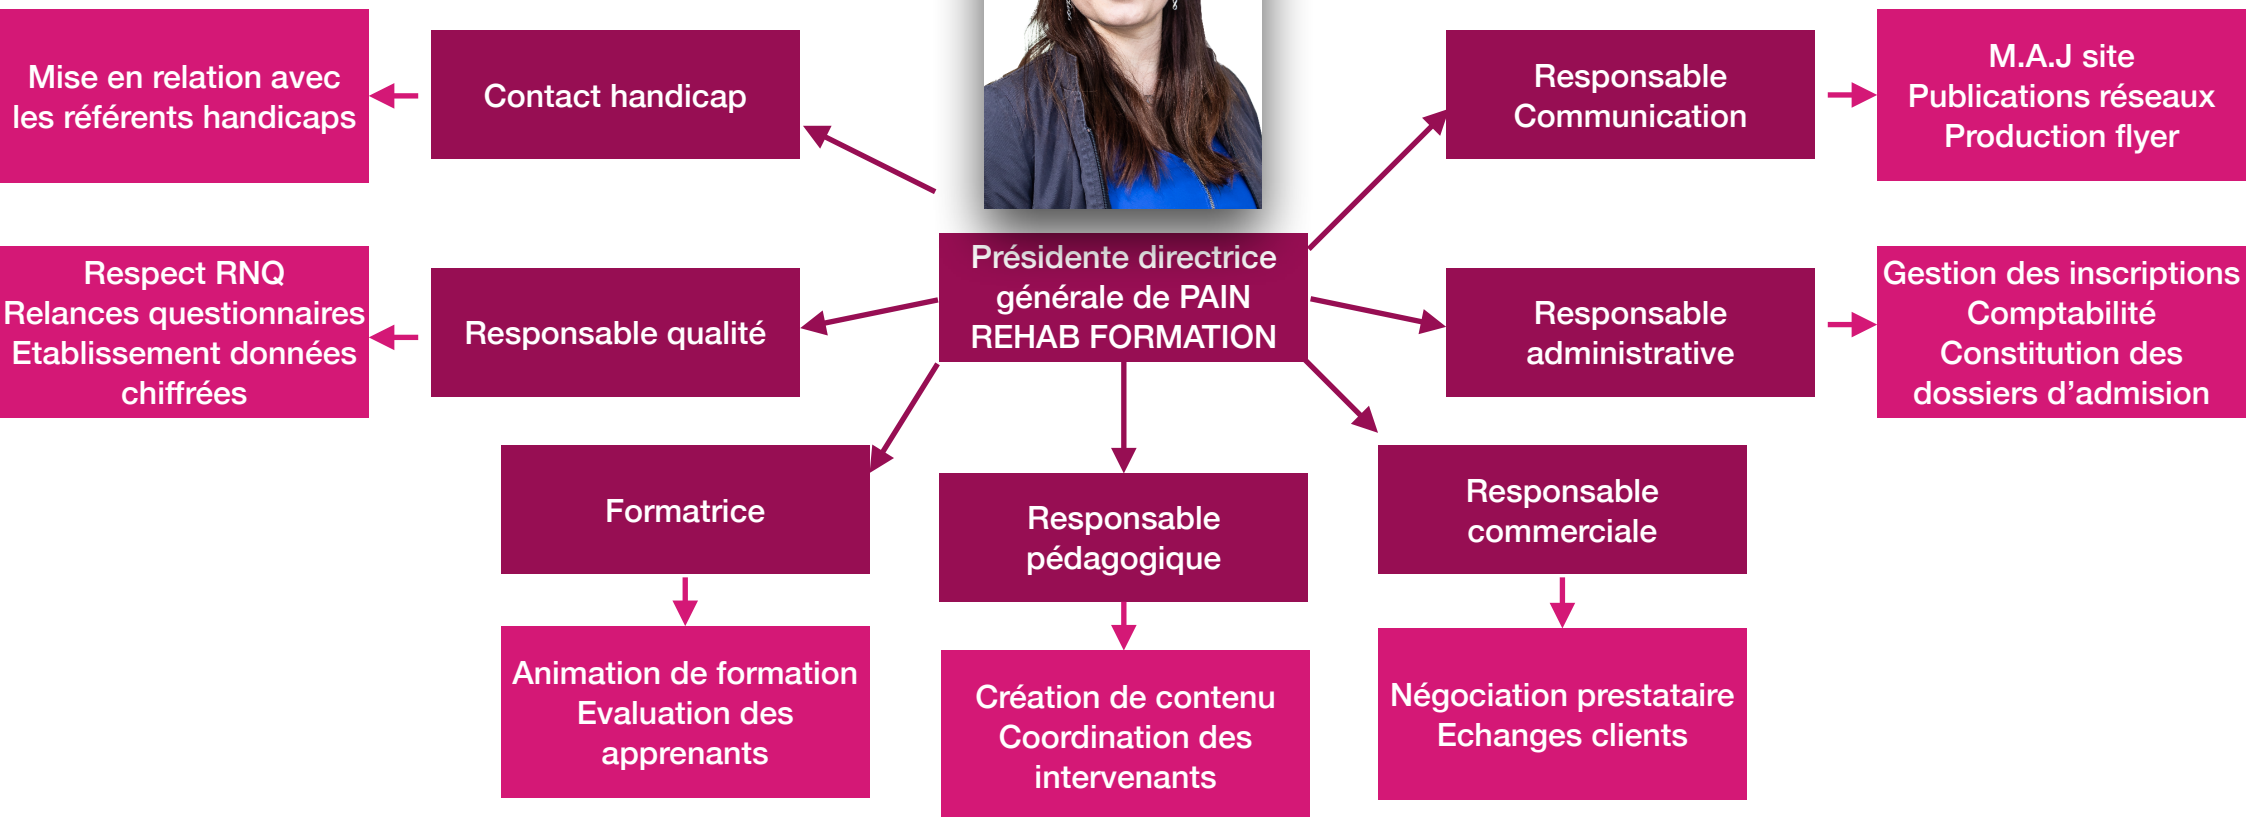 Mise en relation avec
les référents handicaps
Contact handicap
Responsable
Communication
M.A.J site
Publications réseaux
Production flyer
Respect RNQ
Relances questionnaires
Etablissement données
chiffrées
Responsable qualité
Présidente directrice
générale de PAIN
REHAB FORMATION
Responsable
administrative
Gestion des inscriptions
Comptabilité
Constitution des
dossiers d’admision
Formatrice
Responsable
pédagogique
Responsable
commerciale
Animation de formation
Evaluation des
apprenants
Création de contenu
Coordination des
intervenants
Négociation prestataire
Echanges clients